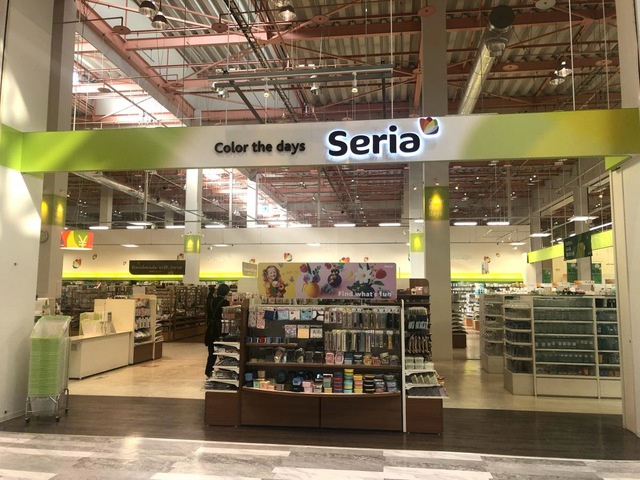 Color the days Seria
Find what's fun